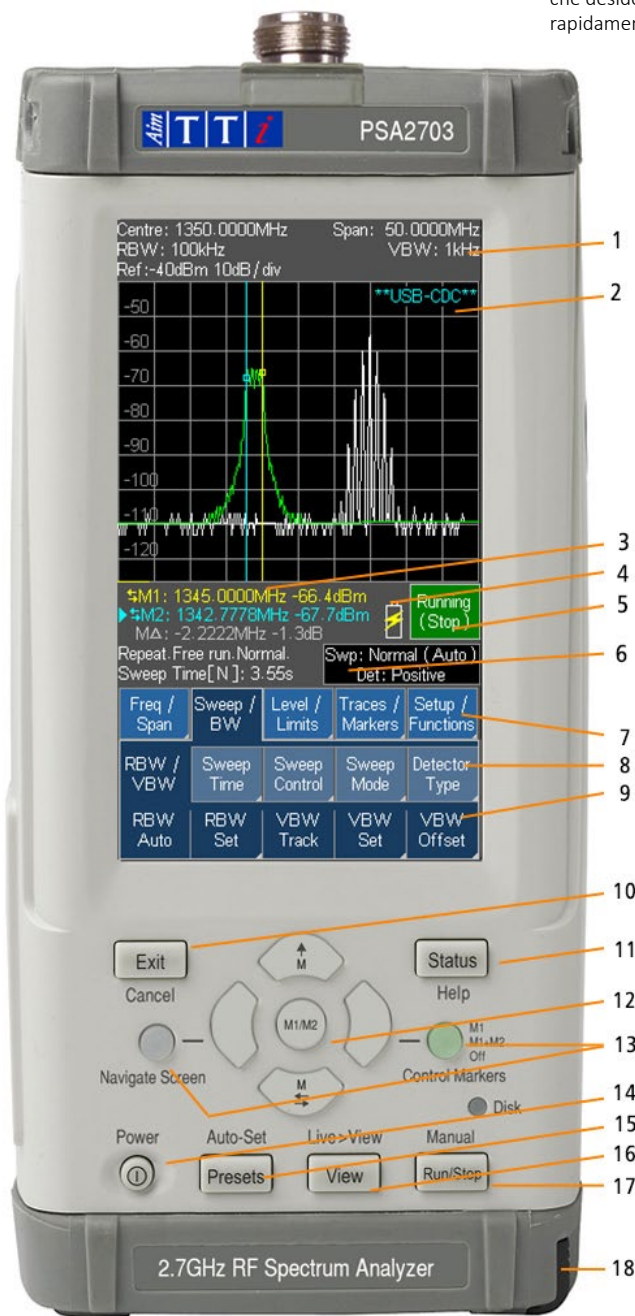 che deside
rapidamen
Aim TTi PSA2703
Centre: 1350.0000MHz Span: 50.0000MHz
RBW: 100kHz VBW: 1kHz
Ref:-40dBm 10dB/div
**USB-CDC**
-50
-60
-70
-80
-90
-100
-110
-120
⇆M1: 1345.0000MHz -66.4dBm
⇆M2: 1342.7778MHz -67.7dBm
MΔ: -2.2222MHz -1.3dB
Running
(Stop)
Repeat.Free run.Normal.
Sweep Time[N]: 3.55s
Swp: Normal (Auto)
Det: Positive
Freq / Span
Sweep / BW
Level / Limits
Traces / Markers
Setup / Functions
RBW / VBW
Sweep Time
Sweep Control
Sweep Mode
Detector Type
RBW Auto
RBW Set
VBW Track
VBW Set
VBW Offset
1
2
3
4
5
6
7
8
9
10
11
12
13
14
15
16
17
18
Exit
Cancel
M
M1/M2
M
Status
Help
Navigate Screen
M1
M1+M2
Off
Control Markers
Disk
Power
Auto-Set
Live>View
Manual
Presets
View
Run/Stop
2.7GHz RF Spectrum Analyzer